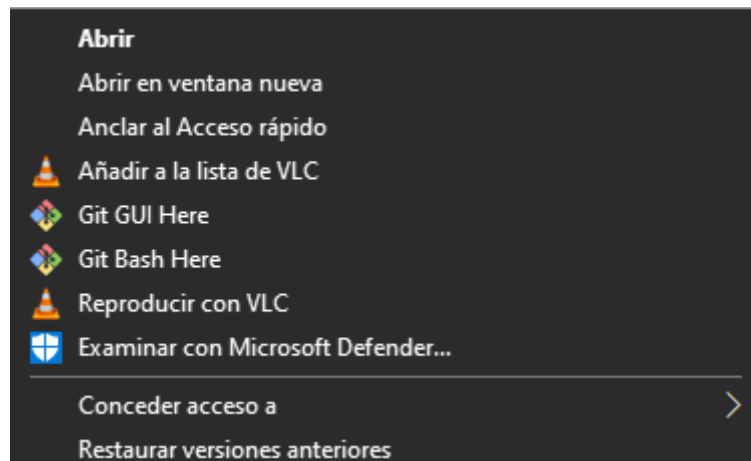 Abrir
Abrir en ventana nueva
Anclar al Acceso rápido
Añadir a la lista de VLC
Git GUI Here
Git Bash Here
Reproducir con VLC
Examinar con Microsoft Defender...
Conceder acceso a
Restaurar versiones anteriores